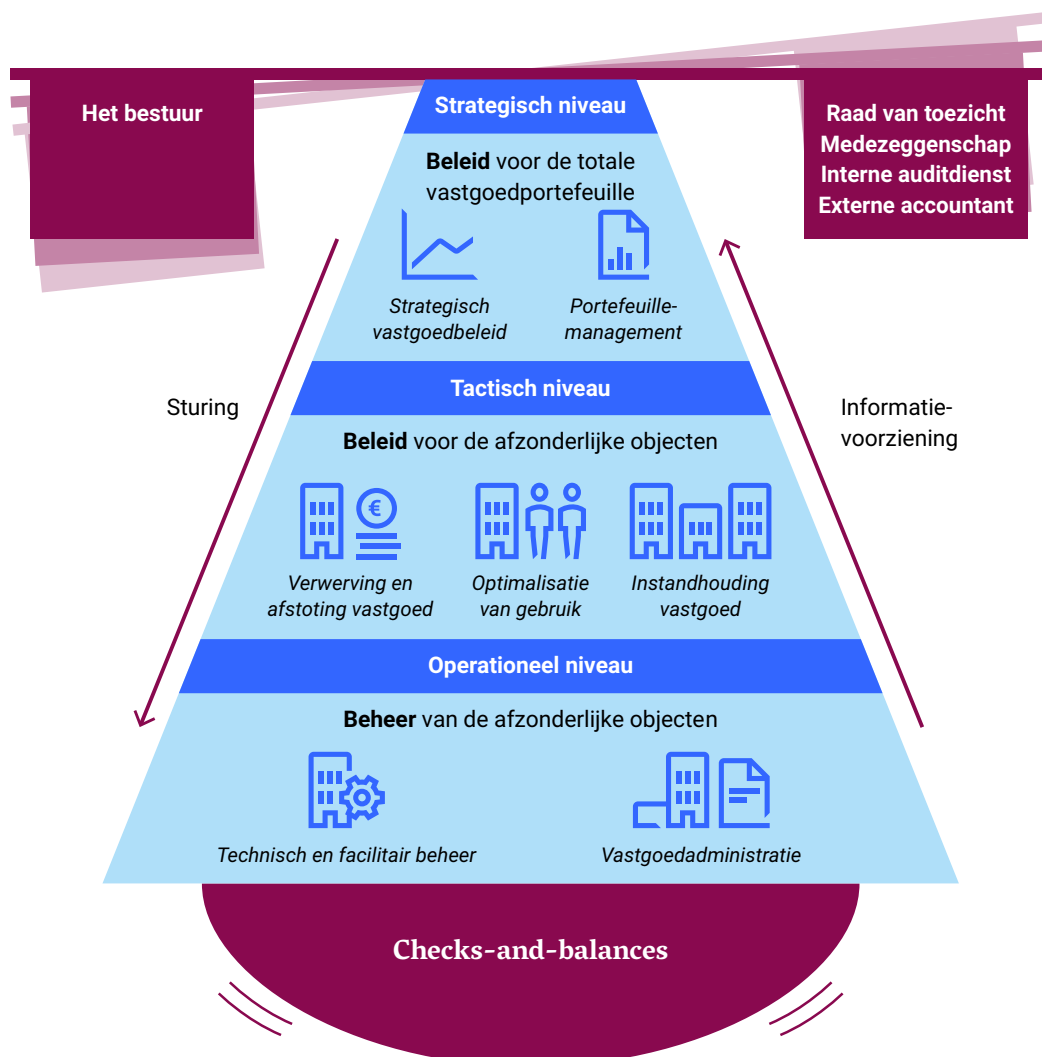 Het bestuur
Strategisch niveau
Raad van toezicht
Medezeggenschap
Interne auditdienst
Externe accountant
Beleid voor de totale
vastgoedportefeuille
Strategisch
vastgoedbeleid
Portefeuille-
management
Sturing
Informatie-
voorziening
Tactisch niveau
Beleid voor de afzonderlijke objecten
€
Verwerving en
afstoting vastgoed
Optimalisatie
van gebruik
Instandhouding
vastgoed
Operationeel niveau
Beheer van de afzonderlijke objecten
Technisch en facilitair beheer
Vastgoedadministratie
Checks-and-balances